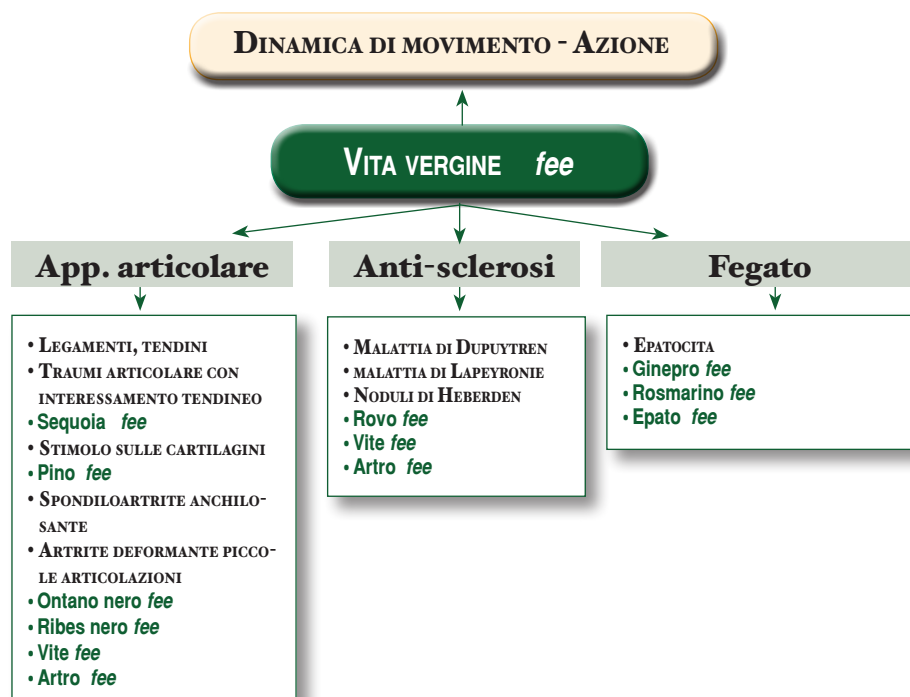 Dinamica di movimento - Azione
Vita vergine fee
App. articolare
• Legamenti, tendini
• Traumi articolare con
interessamento tendineo
• Sequoia fee
• Stimolo sulle cartilagini
• Pino fee
• Spondiloartrite anchilo-
sante
• Artrite deformante picco-
le articolazioni
• Ontano nero fee
• Ribes nero fee
• Vite fee
• Artro fee
Anti-sclerosi
• Malattia di Dupuytren
• malattia di Lapeyronie
• Noduli di Heberden
• Rovo fee
• Vite fee
• Artro fee
Fegato
• Epatocita
• Ginepro fee
• Rosmarino fee
• Epato fee